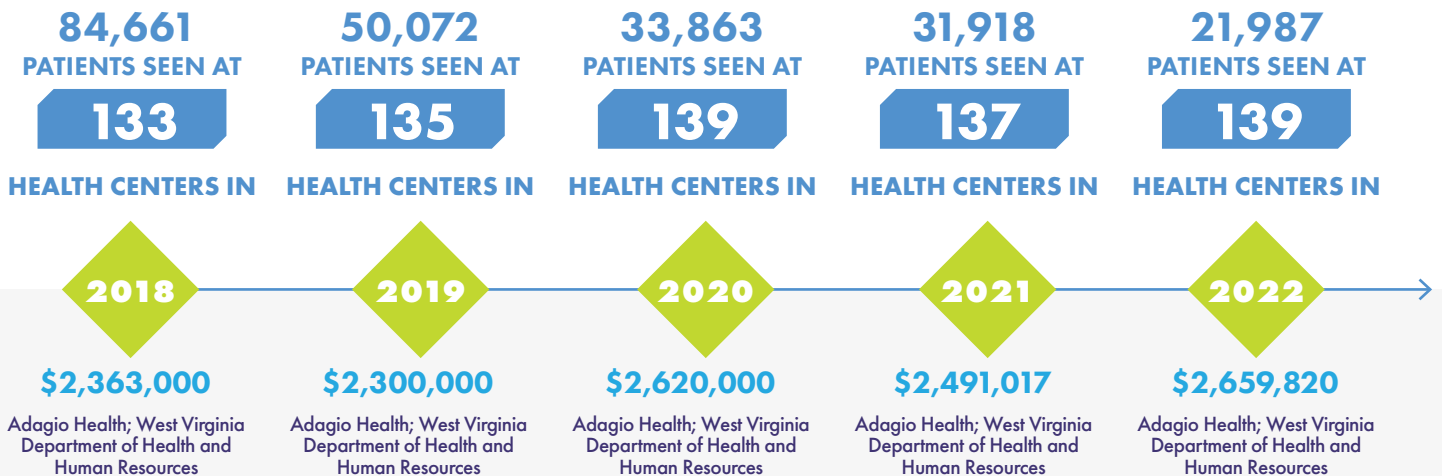 84,661
PATIENTS SEEN AT
133
HEALTH CENTERS IN
2018
$2,363,000
Adagio Health; West Virginia
Department of Health and
Human Resources
50,072
PATIENTS SEEN AT
135
HEALTH CENTERS IN
2019
$2,300,000
Adagio Health; West Virginia
Department of Health and
Human Resources
33,863
PATIENTS SEEN AT
139
HEALTH CENTERS IN
2020
$2,620,000
Adagio Health; West Virginia
Department of Health and
Human Resources
31,918
PATIENTS SEEN AT
137
HEALTH CENTERS IN
2021
$2,491,017
Adagio Health; West Virginia
Department of Health and
Human Resources
21,987
PATIENTS SEEN AT
139
HEALTH CENTERS IN
2022
$2,659,820
Adagio Health; West Virginia
Department of Health and
Human Resources